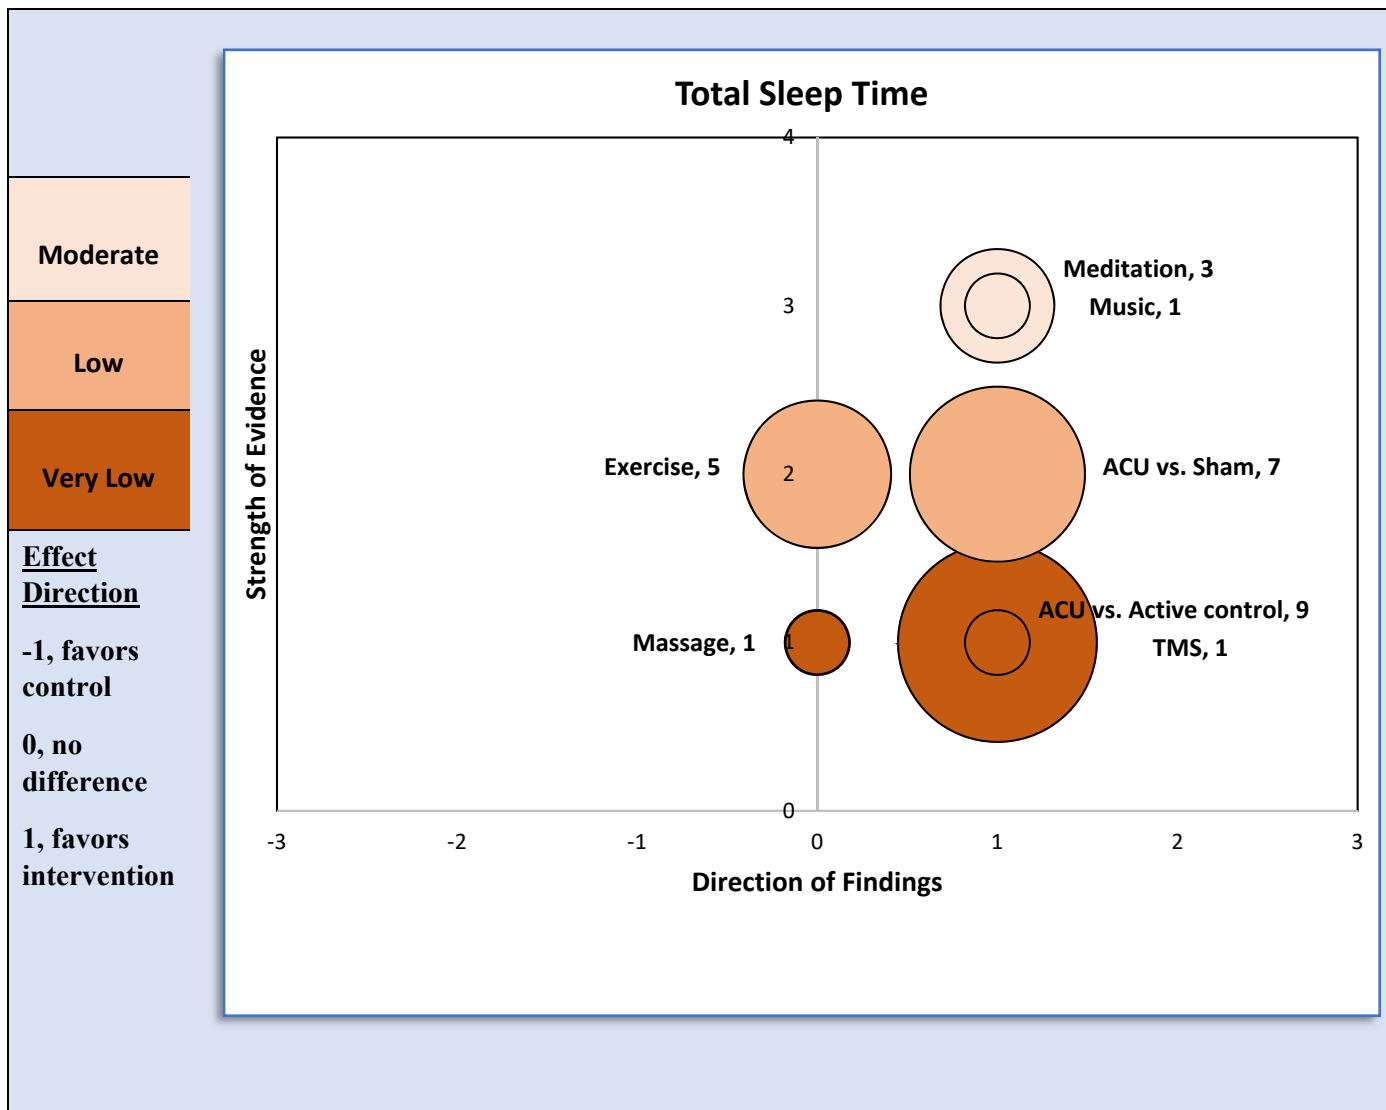 Total Sleep Time
Moderate
Low
Very Low
Effect
Direction
-1, favors
control
0, no
difference
1, favors
intervention
Strength of Evidence
4
3
2
1
0
Meditation, 3
Music, 1
Exercise, 5
ACU vs. Sham, 7
Massage, 1
ACU vs. Active control, 9
TMS, 1
-3 -2 -1 0 1 2 3
Direction of Findings